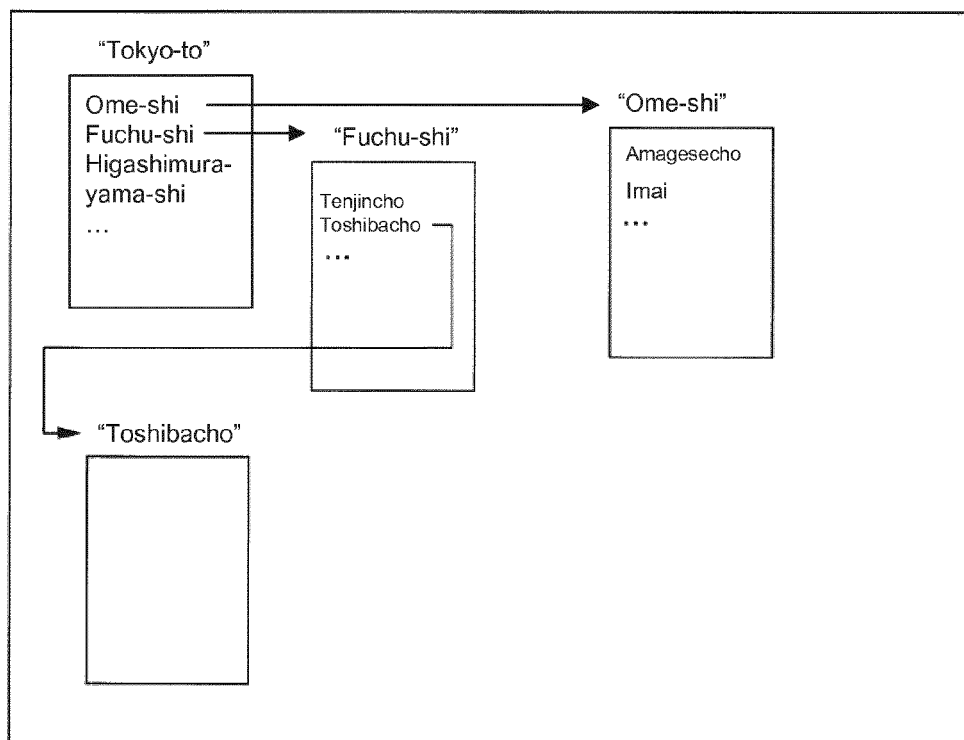 “Tokyo-to”
Ome-shi
Fuchu-shi
Higashimura-
yama-shi
...
“Fuchu-shi”
Tenjincho
Toshibacho
...
“Ome-shi”
Amagesecho
Imai
...
“Toshibacho”